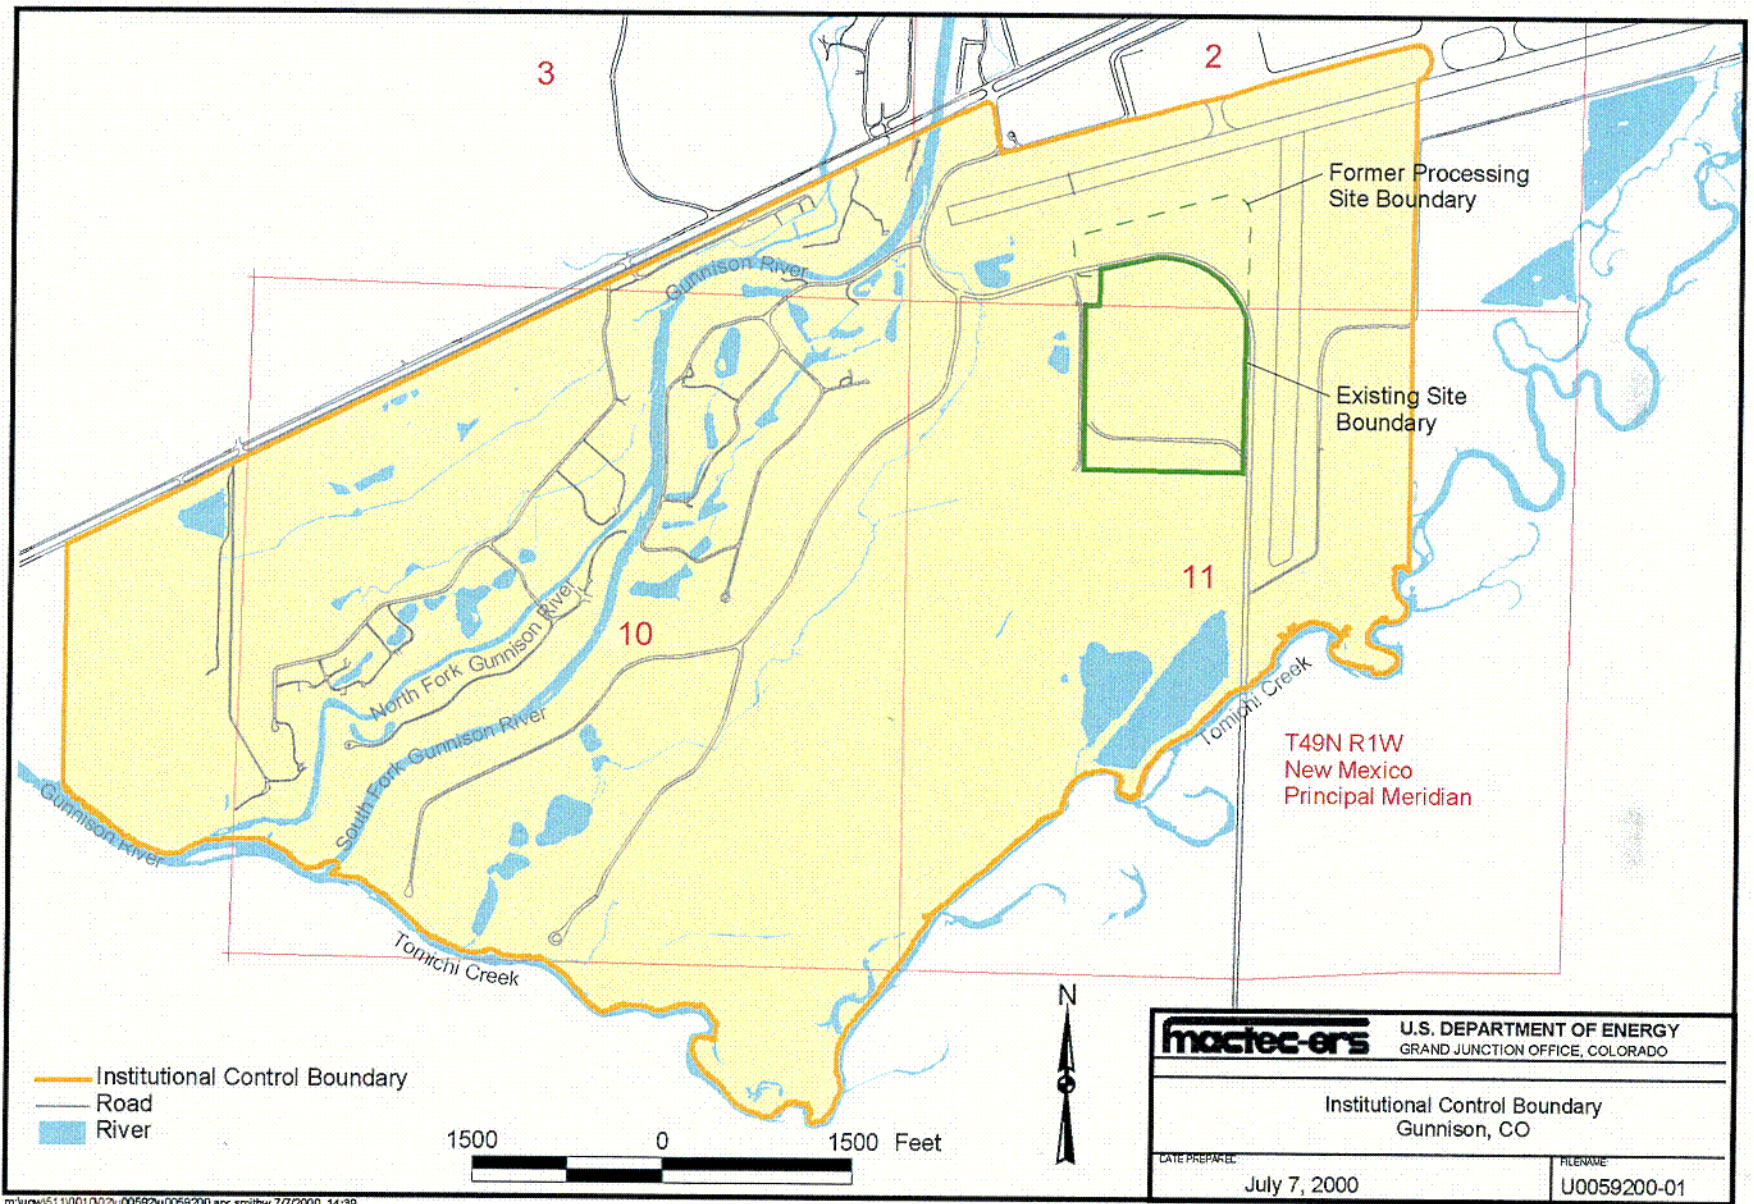 3
2
Former Processing
Site Boundary
Gunnison River
Existing Site
Boundary
11
10
North Fork Gunnison River
South Fork Gunnison River
Gunnison River
Tomichi Creek
T49N R1W
New Mexico
Principal Meridian
Tomichi Creek
N
Institutional Control Boundary
Road
River
1500 0 1500 Feet
mactec-ers
U.S. DEPARTMENT OF ENERGY
GRAND JUNCTION OFFICE, COLORADO
Institutional Control Boundary
Gunnison, CO
DATE PREPARED:
July 7, 2000
FILENAME:
U0059200-01